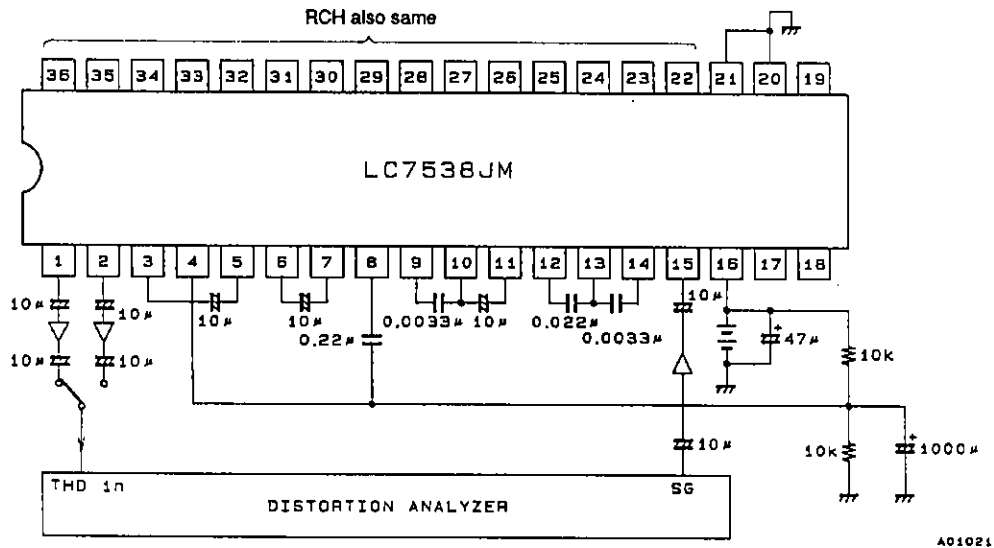 RCH also same
36 35 34 33 32 31 30 29 28 27 26 25 24 23 22 21 20 19
LC7538JM
1 2 3 4 5 6 7 8 9 10 11 12 13 14 15 16 17 18
10μ 10μ 10μ 10μ 0.22μ 0.0033μ 10μ 0.022μ 0.0033μ 10μ 47μ 10k
10μ 10μ
10μ 10k 1000μ
THD in SG
DISTORTION ANALYZER
A01021